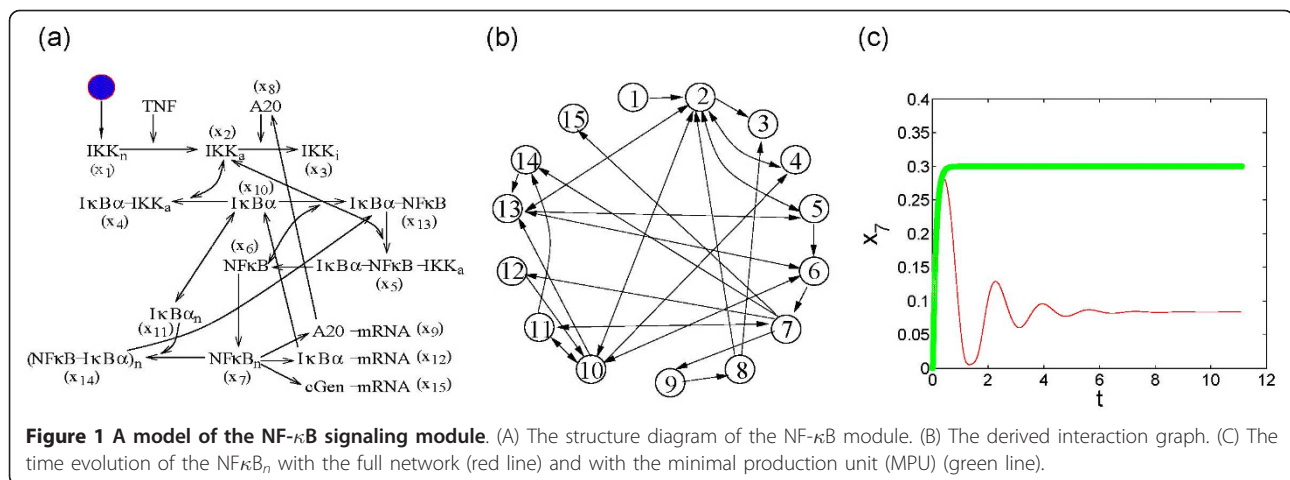 (a)
(x8)
TNF
A20
(x2)
IKKn
IKKa
IKKi
(x1)
(x3)
(x10)
IκBα–IKKa
IκBα
IκBα–NFκB
(x4)
(x13)
(x6)
NFκB
IκBα–NFκB–IKKa
(x5)
IκBαn
(x11)
A20 –mRNA (x9)
(NFκB–IκBα)n
NFκBn
IκBα –mRNA (x12)
(x14)
(x7)
cGen –mRNA (x15)
(b)
1
2
3
4
5
6
7
8
9
10
11
12
13
14
15
(c)
0.4
0.35
0.3
0.25
0.2
0.15
0.1
0.05
0
x7
0 2 4 6 8 10 12
t
Figure 1 A model of the NF-κB signaling module. (A) The structure diagram of the NF-κB module. (B) The derived interaction graph. (C) The
time evolution of the NFκBn with the full network (red line) and with the minimal production unit (MPU) (green line).